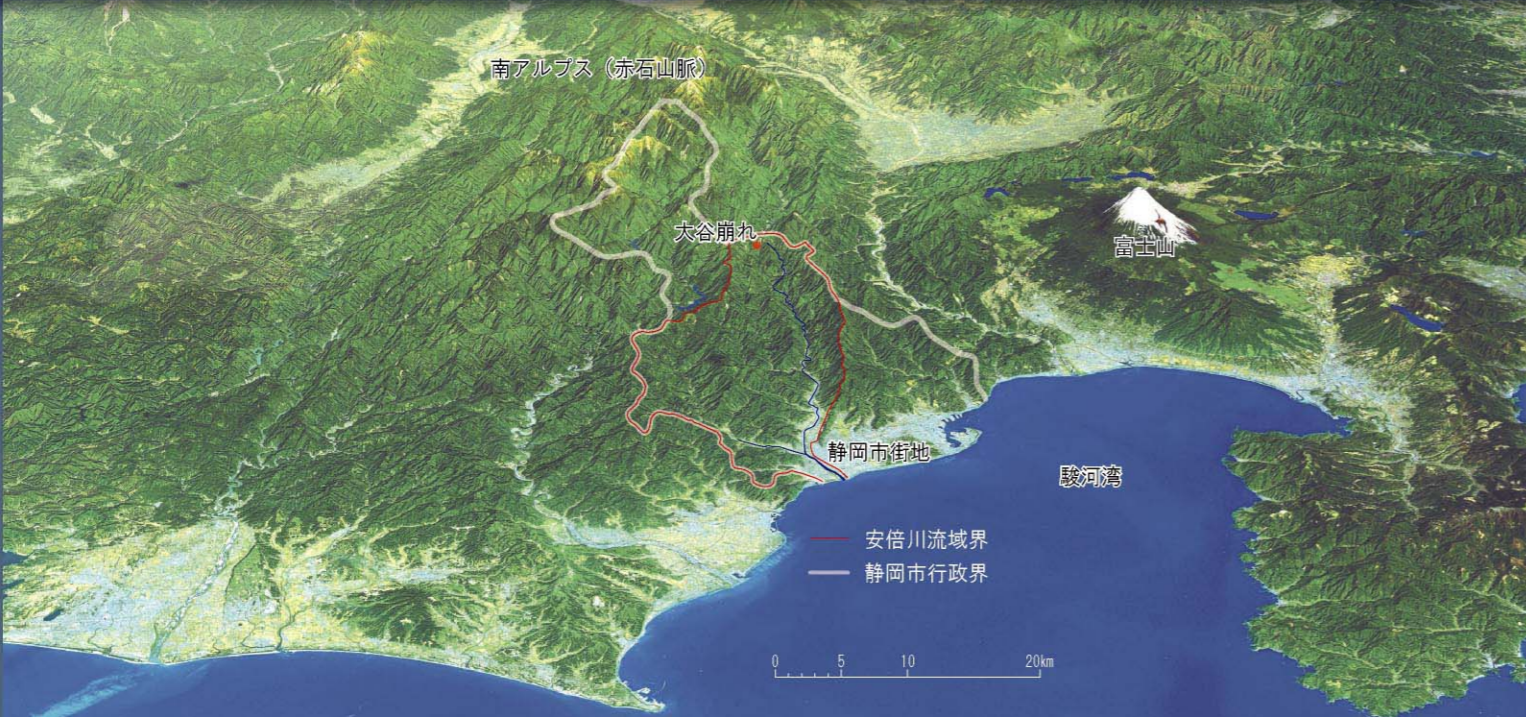 南アルプス（赤石山脈）
大谷崩れ
富士山
静岡市街地
駿河湾
安倍川流域界
静岡市行政界
0 5 10 20km